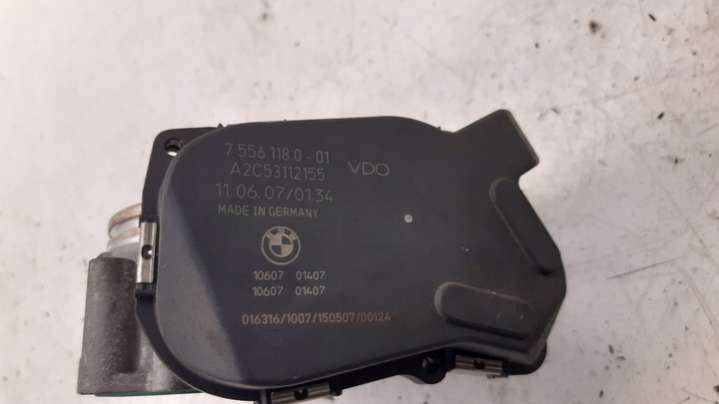 7 556 118.0-01
VDO
A2C53112155
11.06.07/01:34
MADE IN GERMANY
BMW
10607 01407
10607 01407
016316/1007/150507/00124